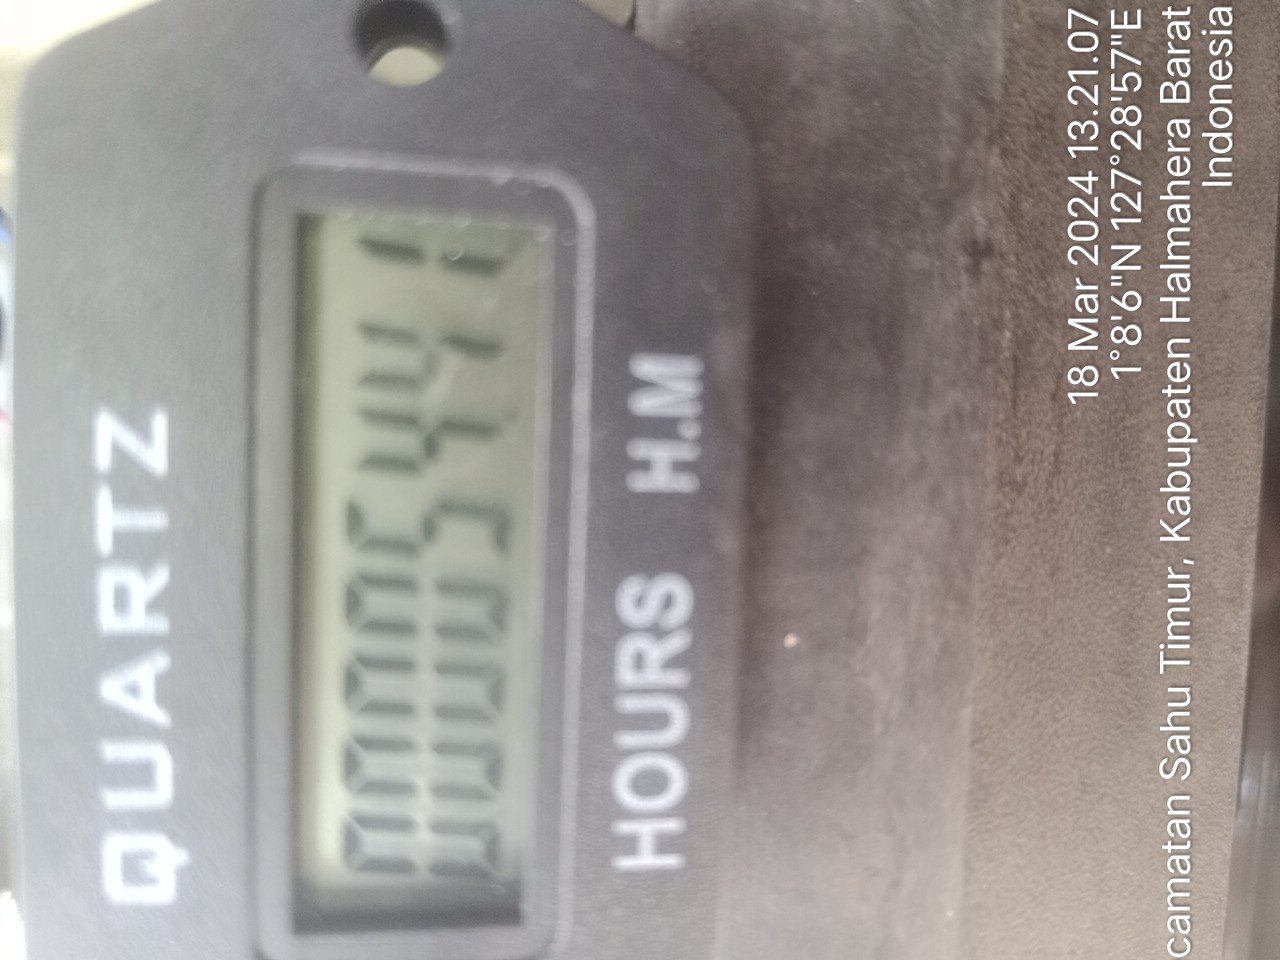 QUARTZ
00005441
HOURS H.M
18 Mar 2024 13.21.07
1°8'6"N 127°28'57"E
camatan Sahu Timur, Kabupaten Halmahera Barat
Indonesia